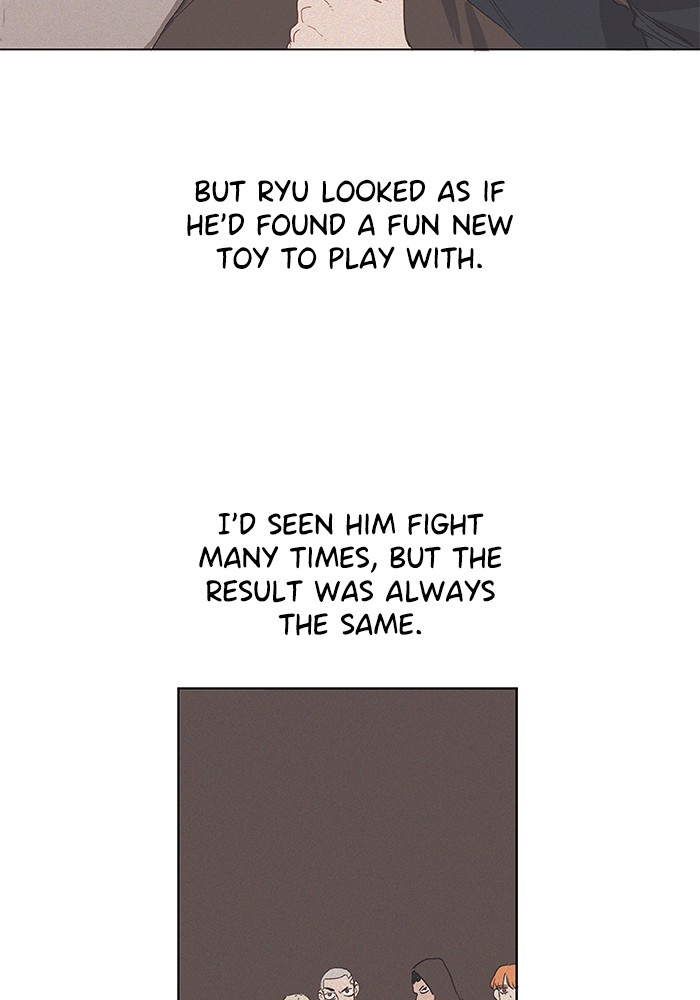 BUT RYU LOOKED AS IF
HE'D FOUND A FUN NEW
TOY TO PLAY WITH.
I'D SEEN HIM FIGHT
MANY TIMES, BUT THE
RESULT WAS ALWAYS
THE SAME.